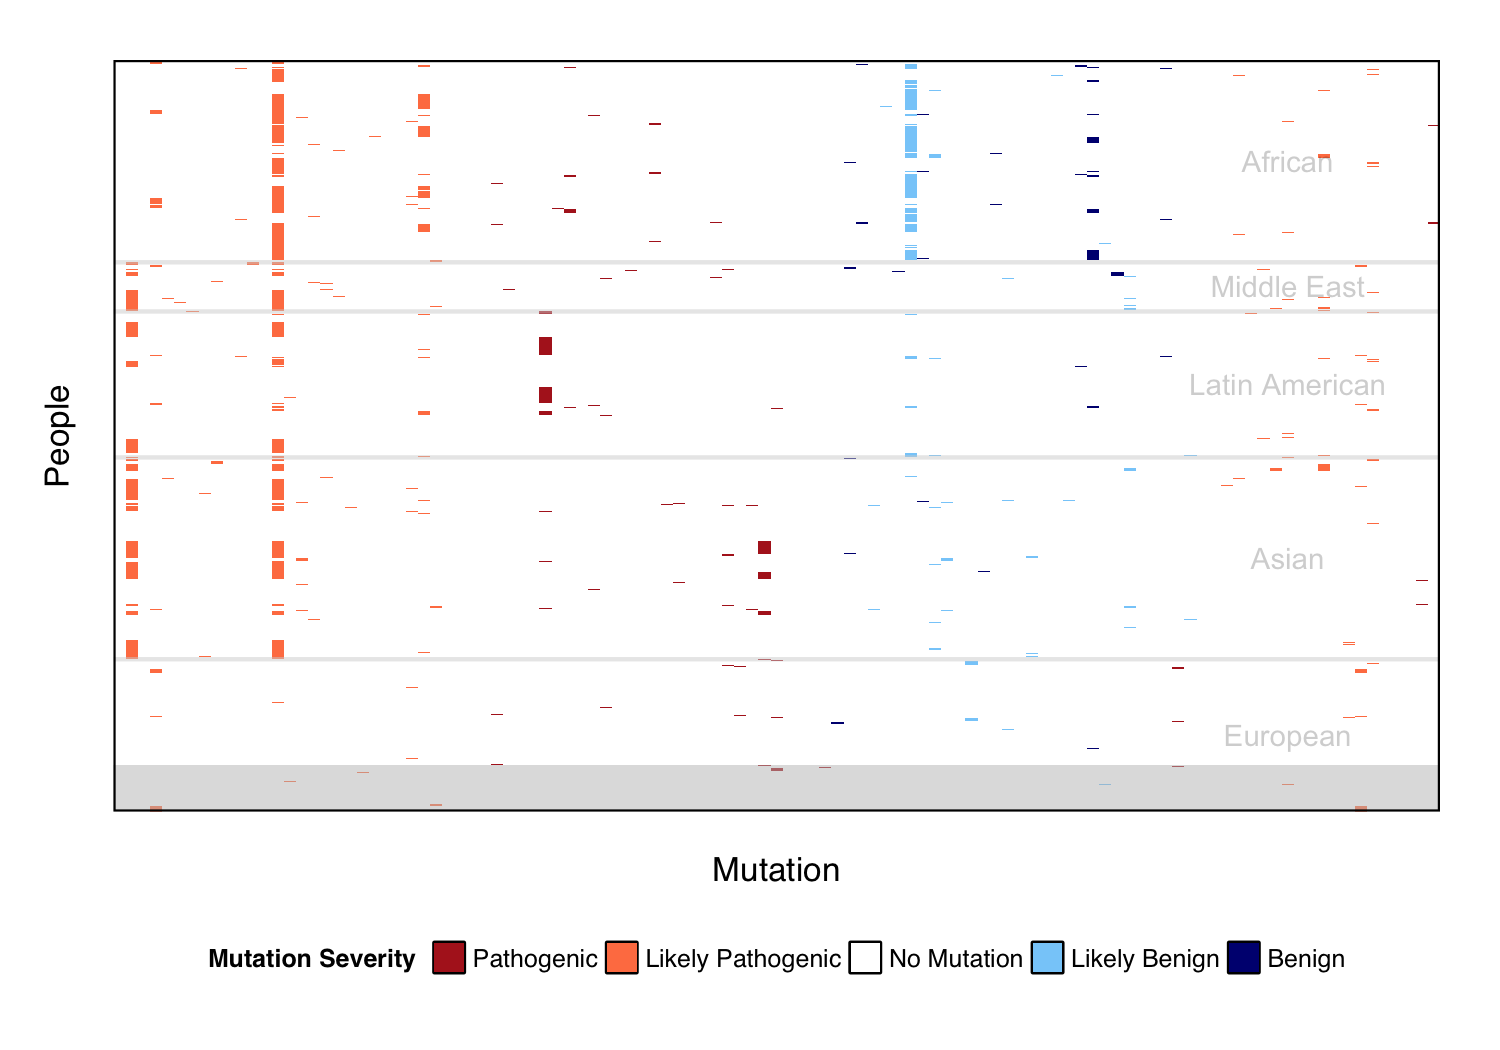 African
Middle East
Latin American
Asian
European
People
Mutation
Mutation Severity Pathogenic Likely Pathogenic No Mutation Likely Benign Benign